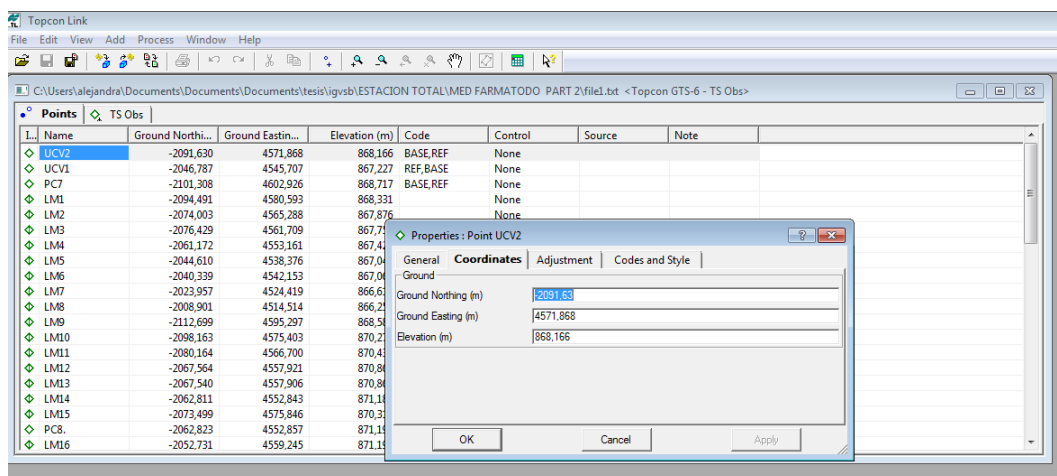 Topcon Link
File Edit View Add Process Window Help
C:\Users\alejandra\Documents\Documents\Documents\tesis\igvsb\ESTACION TOTAL\MED FARMATODO PART 2\file1.txt <Topcon GTS-6 - TS Obs>
Points TS Obs
I... Name Ground Northi... Ground Eastin... Elevation (m) Code Control Source Note
UCV2 -2091,630 4571,868 868,166 BASE,REF None
UCV1 -2046,787 4545,707 867,227 REF,BASE None
PC7 -2101,308 4602,926 868,717 BASE,REF None
LM1 -2094,491 4580,593 868,331 None
LM2 -2074,003 4565,288 867,876 None
LM3 -2076,429 4561,709
LM4 -2061,172 4553,161
LM5 -2044,610 4538,376
LM6 -2040,339 4542,153
LM7 -2023,957 4524,419
LM8 -2008,901 4514,514
LM9 -2112,699 4595,297
LM10 -2098,163 4575,403
LM11 -2080,164 4566,700
LM12 -2067,564 4557,921
LM13 -2067,540 4557,906
LM14 -2062,811 4552,843
LM15 -2073,499 4575,846
PC8. -2062,823 4552,857
LM16 -2052,731 4559,245
Properties : Point UCV2
General Coordinates Adjustment Codes and Style
Ground
Ground Northing (m) -2091,63
Ground Easting (m) 4571,868
Elevation (m) 868,166
OK Cancel Apply